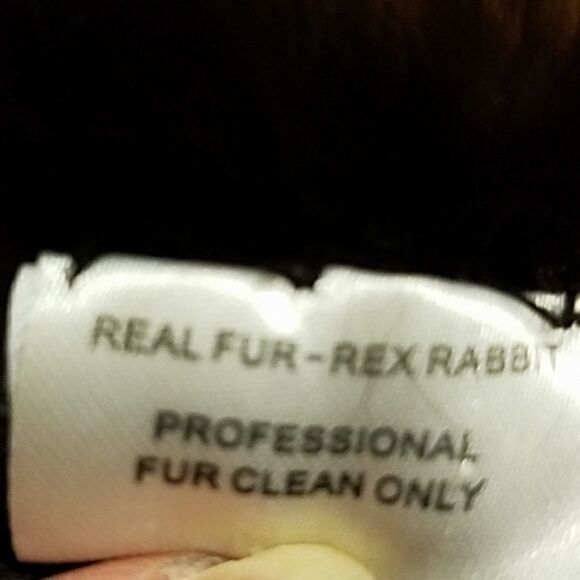 REAL FUR-REX RABBIT
PROFESSIONAL
FUR CLEAN ONLY